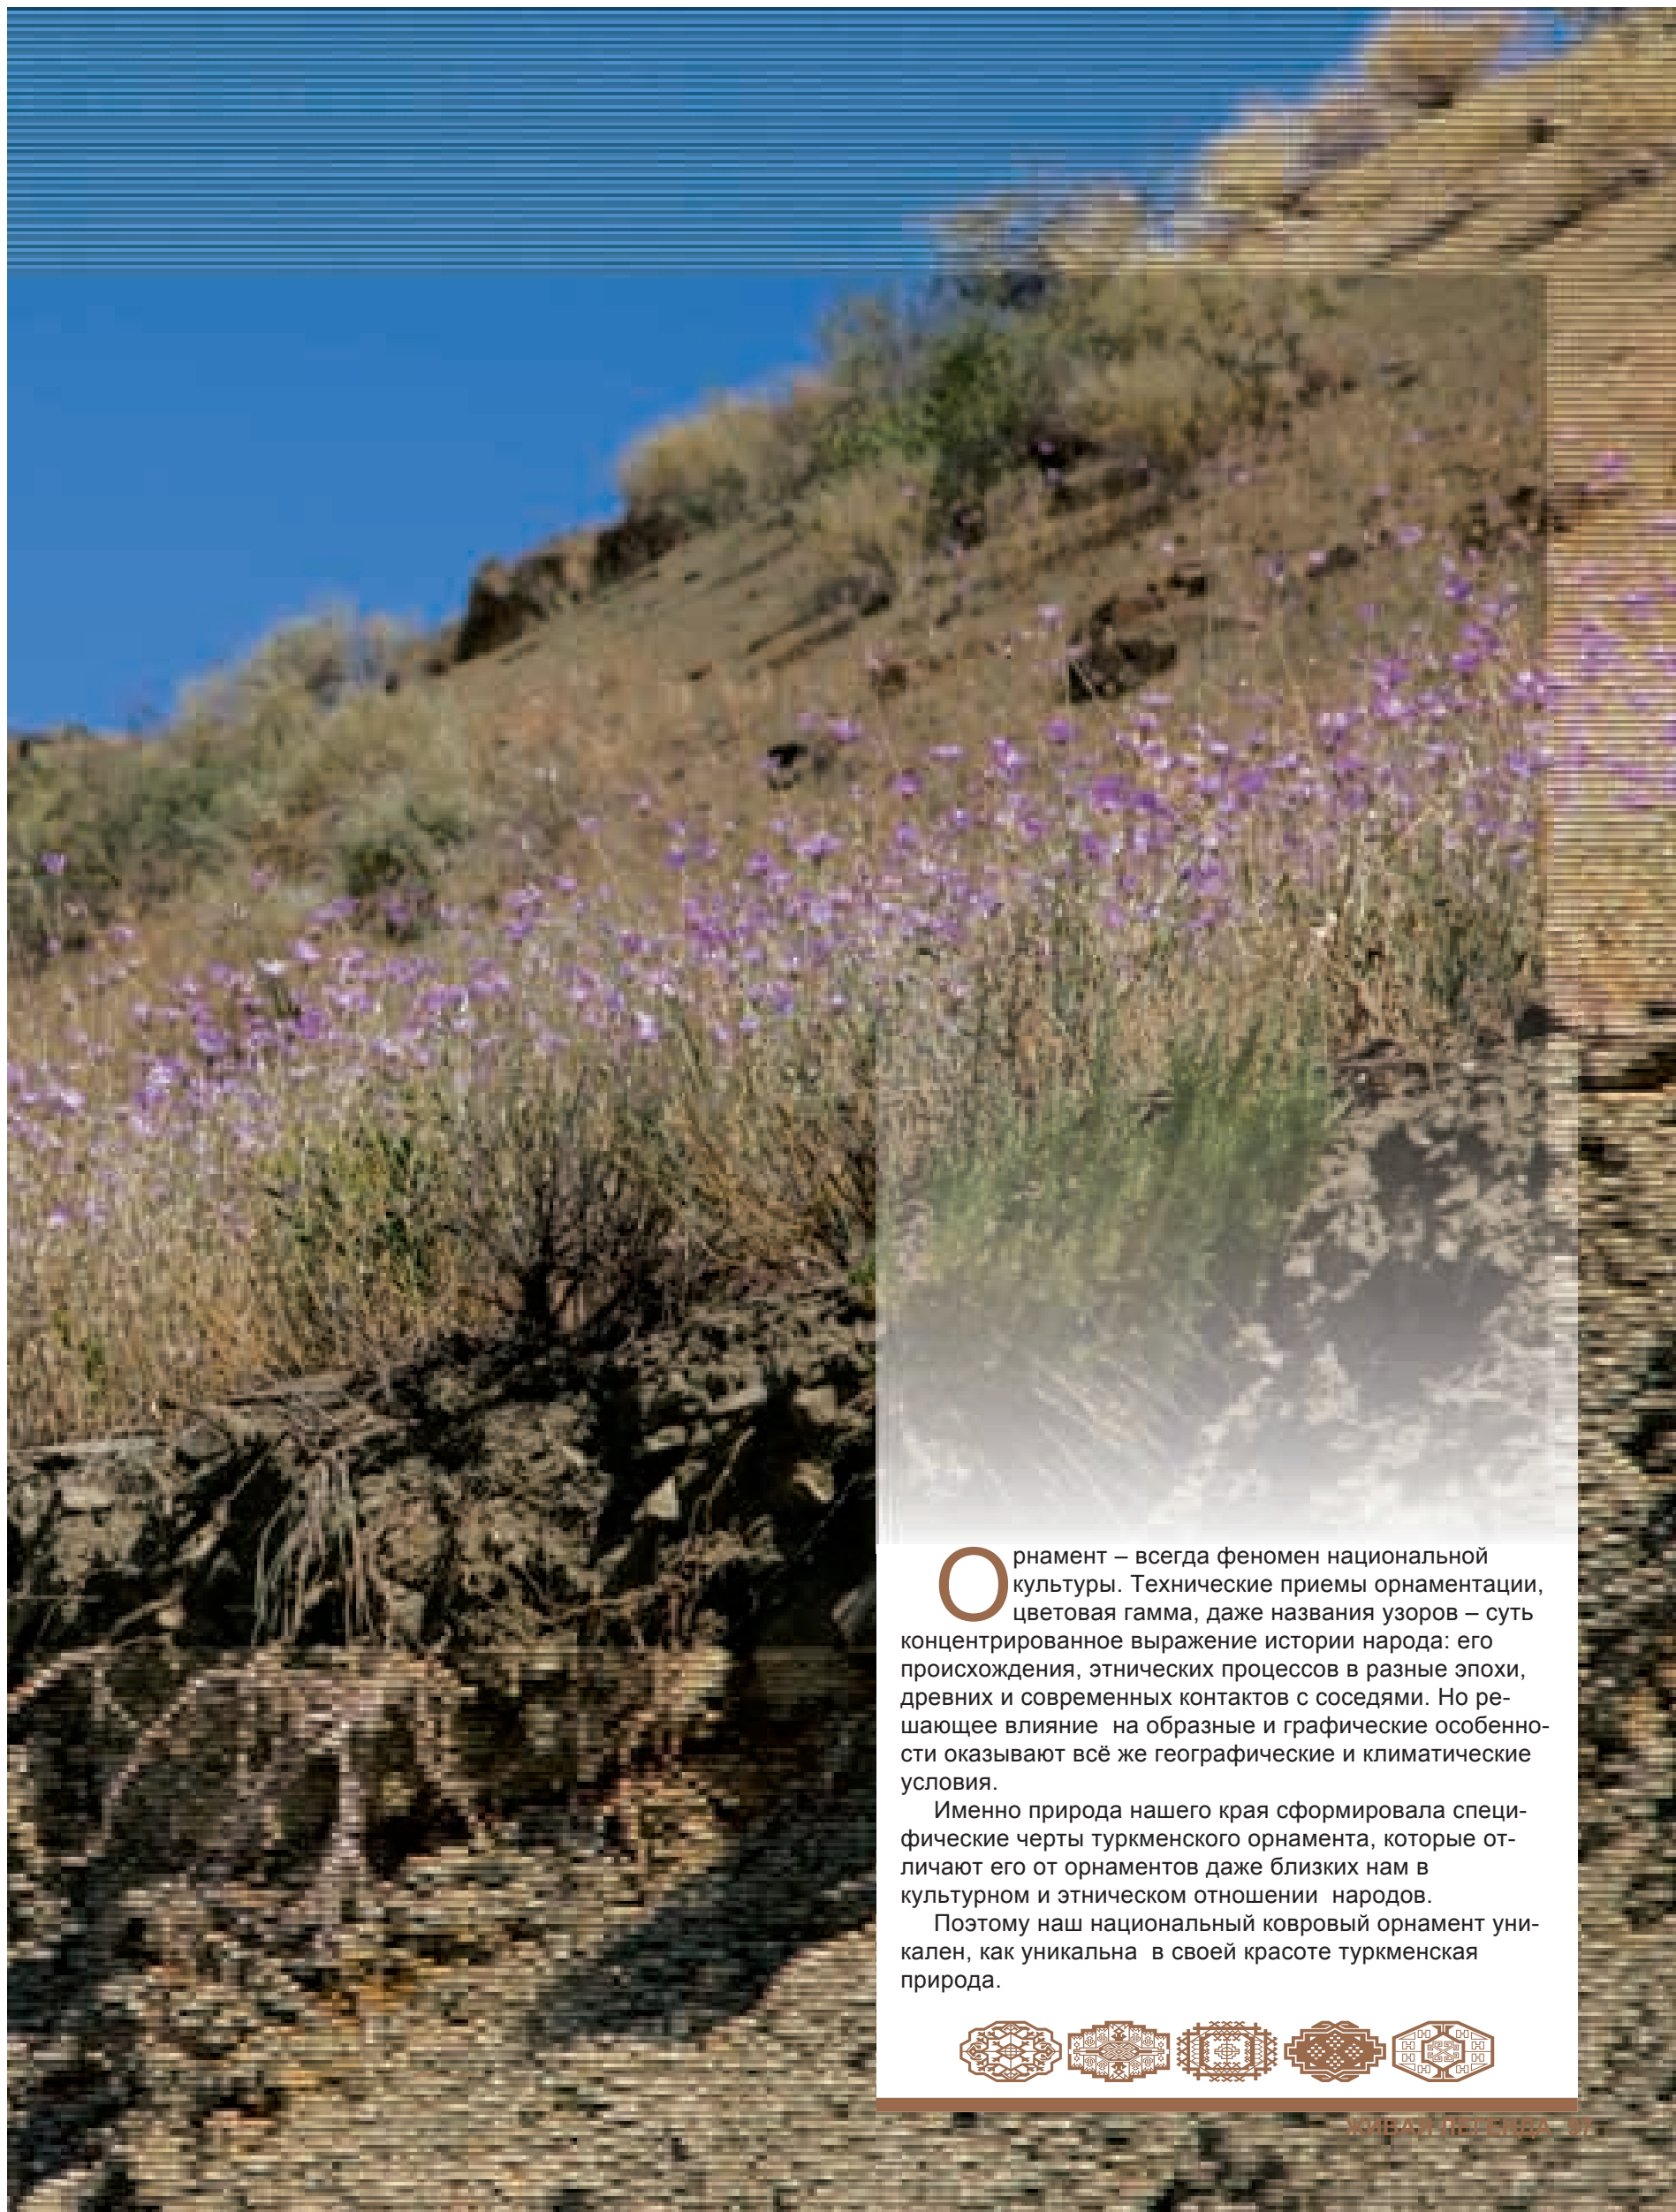 Орнамент – всегда феномен национальной
культуры. Технические приемы орнаментации,
цветовая гамма, даже названия узоров – суть
концентрированное выражение истории народа: его
происхождения, этнических процессов в разные эпохи,
древних и современных контактов с соседями. Но ре-
шающее влияние  на образные и графические особенно-
сти оказывают всё же географические и климатические
условия.
Именно природа нашего края сформировала специ-
фические черты туркменского орнамента, которые от-
личают его от орнаментов даже близких нам в
культурном и этническом отношении  народов.
Поэтому наш национальный ковровый орнамент уни-
кален, как уникальна  в своей красоте туркменская
природа.
ЖИВАЯ ЛЕГЕНДА